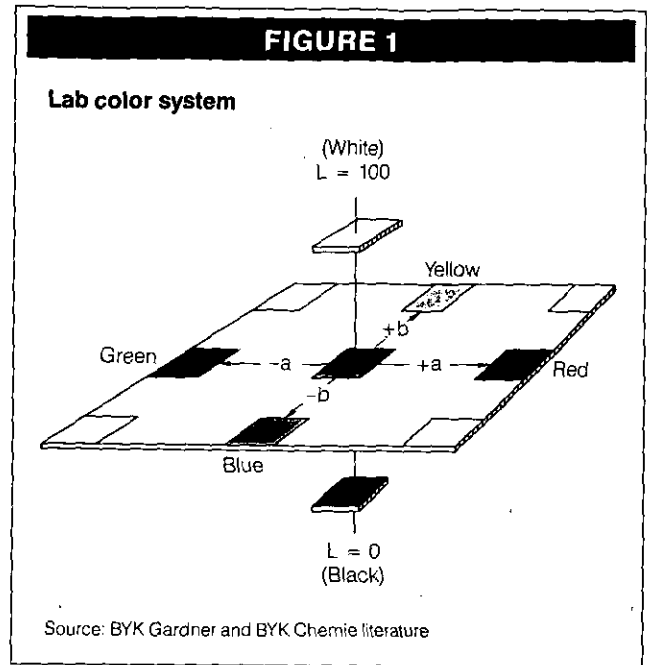 FIGURE 1
Lab color system
(White)
L = 100
Yellow
+b
Green
-a
+a
Red
-b
Blue
L = 0
(Black)
Source: BYK Gardner and BYK Chemie literature